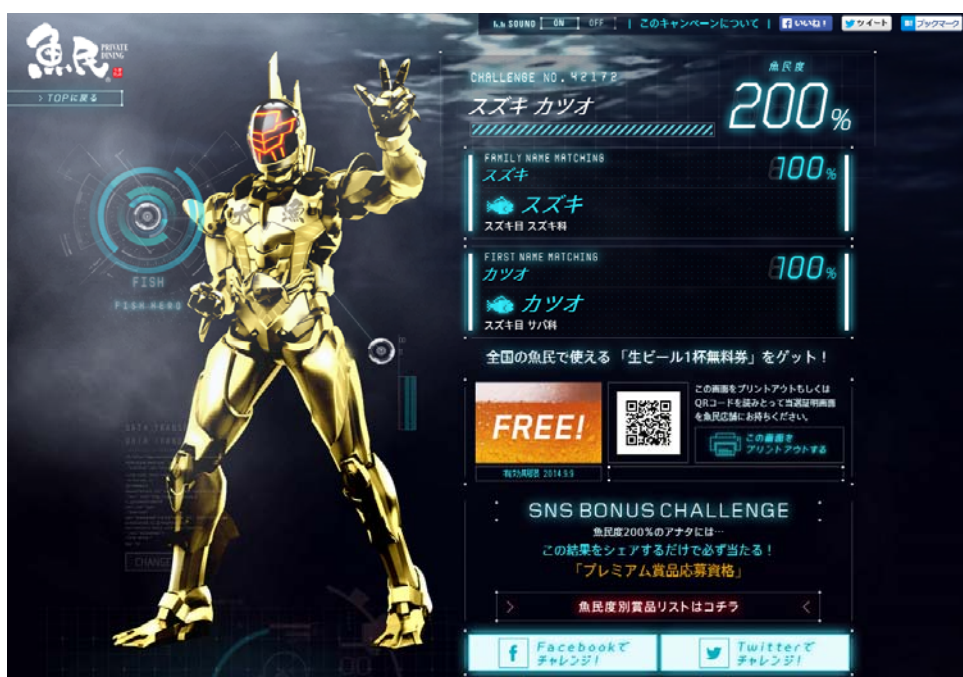 SOUND ON OFF | このキャンペーンについて | いいね! ツイート ブックマーク
魚民 PRIVATE DINING
> TOPに戻る
CHALLENGE NO.42172
魚民度
スズキ カツオ
200%
FAMILY NAME MATCHING
スズキ
100%
スズキ
スズキ目 スズキ科
FIRST NAME MATCHING
カツオ
100%
カツオ
スズキ目 サバ科
大漁
FISH
FISH HERO
全国の魚民で使える「生ビール1杯無料券」をゲット!
FREE!
有効期限 2014.9.9
この画面をプリントアウトもしくは
QRコードを読みとって当選証明画面
を魚民店舗にお持ちください。
この画面を
プリントアウトする
SNS BONUS CHALLENGE
魚民度200%のアナタには…
この結果をシェアするだけで必ず当たる!
「プレミアム賞品応募資格」
> 魚民度別賞品リストはコチラ <
Facebookで
チャレンジ!
Twitterで
チャレンジ!